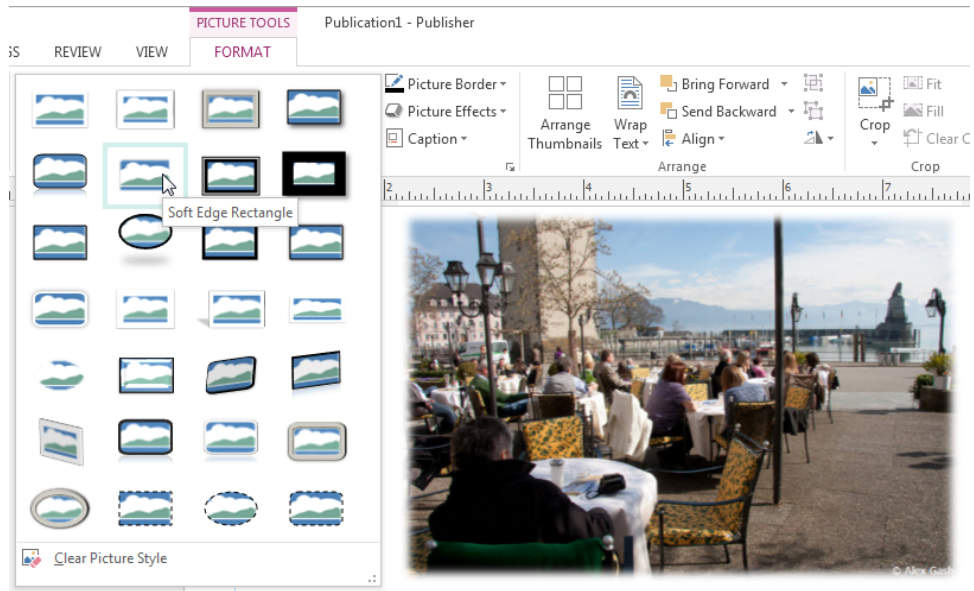 PICTURE TOOLS Publication1 - Publisher
REVIEW VIEW FORMAT
Picture Border
Picture Effects
Caption
Arrange Thumbnails
Wrap Text
Bring Forward
Send Backward
Align
Arrange
Crop
Fit
Fill
Clear
Crop
2 3 4 5 6 7
Soft Edge Rectangle
Clear Picture Style
© Alex